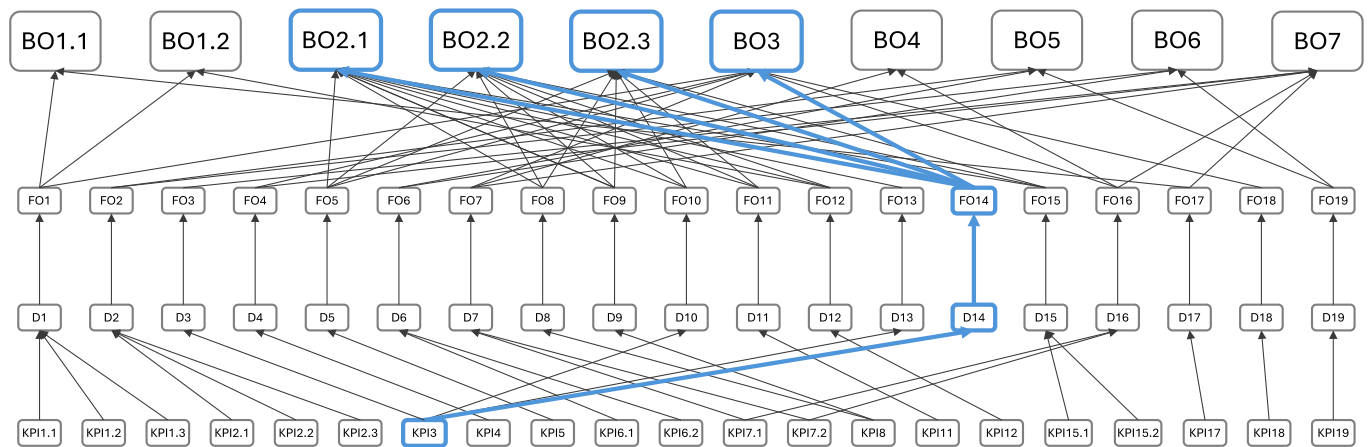 BO1.1 BO1.2 BO2.1 BO2.2 BO2.3 BO3 BO4 BO5 BO6 BO7
FO1 FO2 FO3 FO4 FO5 FO6 FO7 FO8 FO9 FO10 FO11 FO12 FO13 FO14 FO15 FO16 FO17 FO18 FO19
D1 D2 D3 D4 D5 D6 D7 D8 D9 D10 D11 D12 D13 D14 D15 D16 D17 D18 D19
KPI1.1 KPI1.2 KPI1.3 KPI2.1 KPI2.2 KPI2.3 KPI3 KPI4 KPI5 KPI6.1 KPI6.2 KPI7.1 KPI7.2 KPI8 KPI11 KPI12 KPI15.1 KPI15.2 KPI17 KPI18 KPI19